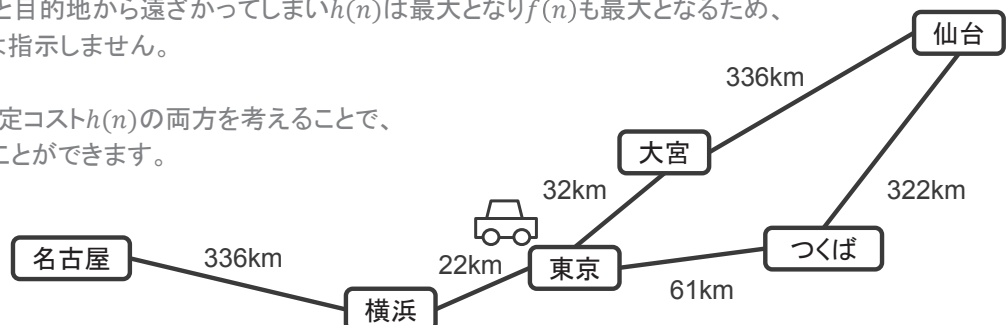 と目的地から遠ざかってしまいh(n)は最大となりf(n)も最大となるため、
指示しません。
定コストh(n)の両方を考えることで、
ことができます。
仙台
336km
大宮
32km
322km
名古屋
336km
22km
東京
つくば
61km
横浜